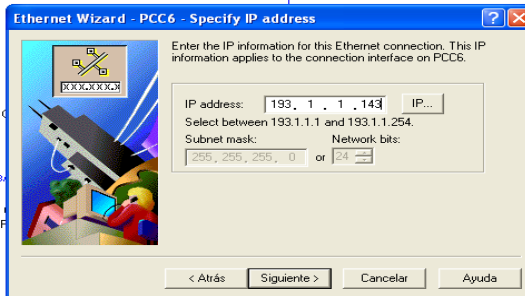 Ethernet Wizard - PCC6 - Specify IP address
Enter the IP information for this Ethernet connection. This IP
information applies to the connection interface on PCC6.
XXX.XXX.X
IP address: 193. 1 . 1 .143 IP...
Select between 193.1.1.1 and 193.1.1.254.
Subnet mask: Network bits:
255, 255, 255, 0 or 24
< Atrás Siguiente > Cancelar Ayuda